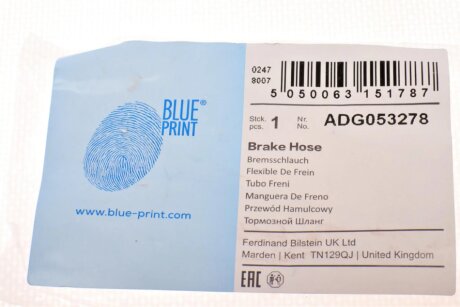 BLUE®
PRINT
www.blue-print.com
0247
8007
5 050063 151787
Stck. 1 Nr. ADG053278
pcs. No.
Brake Hose
Bremsschlauch
Flexible De Frein
Tubo Freni
Manguera De Freno
Przewód Hamulcowy
Тормозной Шланг
Ferdinand Bilstein UK Ltd
Marden | Kent TN129QJ | United Kingdom
EAC